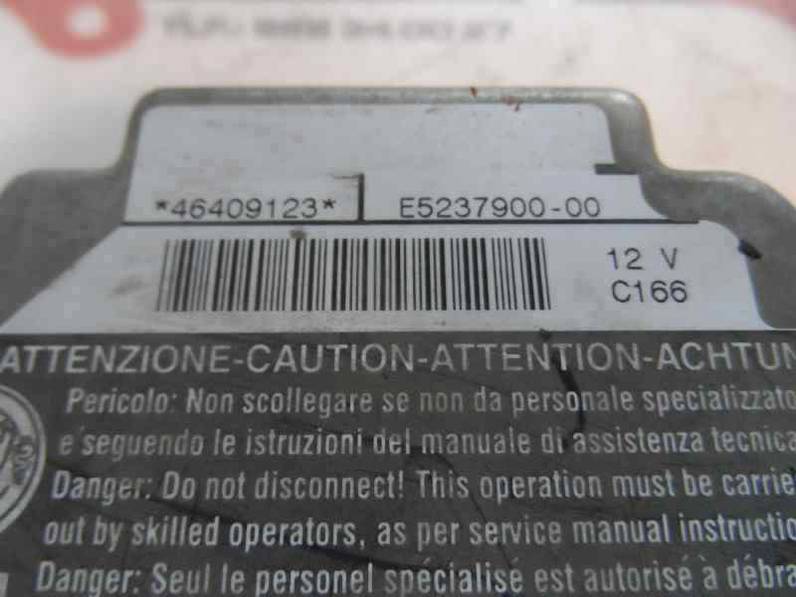 *46409123* E5237900-00
12 V
C166
ATTENZIONE-CAUTION-ATTENTION-ACHTUN
Pericolo: Non scollegare se non da personale specializzato
e seguendo le istruzioni del manuale di assistenza tecnica
Danger: Do not disconnect! This operation must be carrie
out by skilled operators, as per service manual instructio
Danger: Seul le personel spécialisé est autorisé à débra